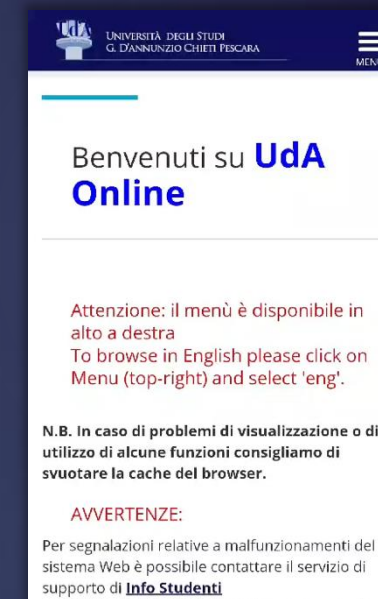 UdA
UNIVERSITÀ DEGLI STUDI
G. D'ANNUNZIO CHIETI PESCARA
MENU
Benvenuti su UdA
Online
Attenzione: il menù è disponibile in
alto a destra
To browse in English please click on
Menu (top-right) and select 'eng'.
N.B. In caso di problemi di visualizzazione o di
utilizzo di alcune funzioni consigliamo di
svuotare la cache del browser.
AVVERTENZE:
Per segnalazioni relative a malfunzionamenti del
sistema Web è possibile contattare il servizio di
supporto di Info Studenti